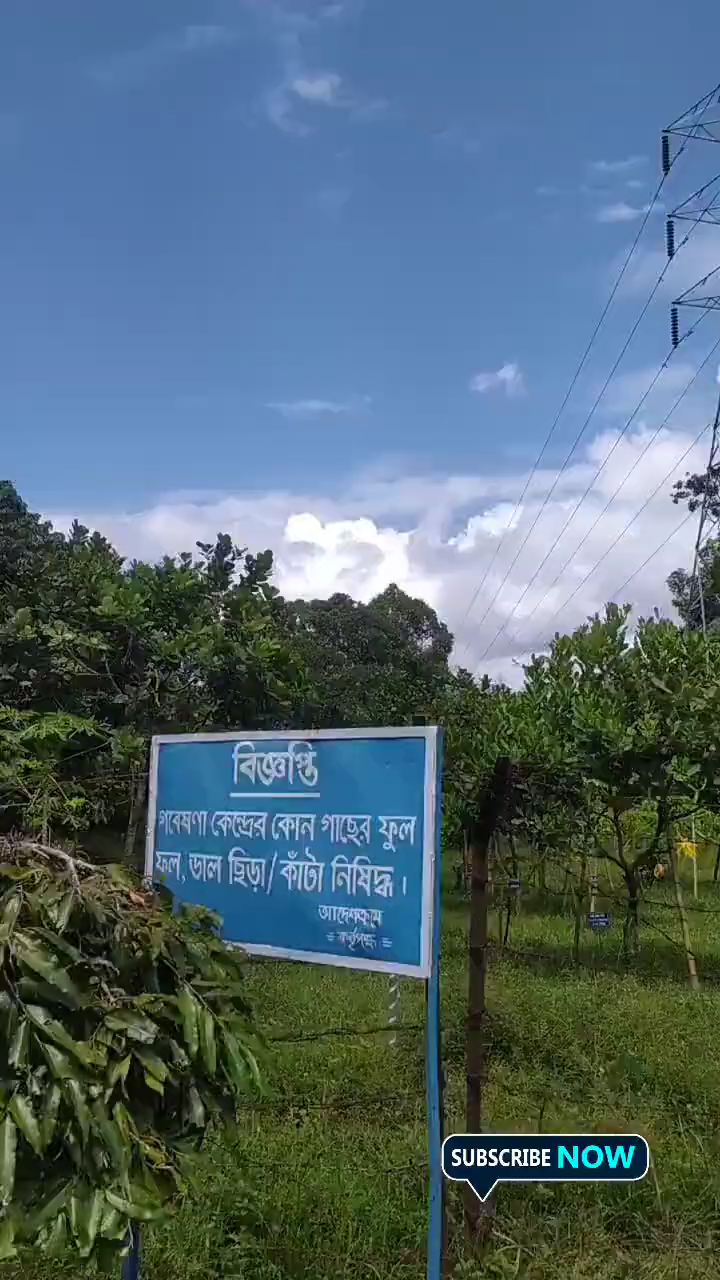 বিজ্ঞপ্তি
গবেষণা কেন্দ্রের কোন গাছের ফুল
ফল, ডাল ছিড়া/ কাঁটা নিষিদ্ধ।
আদেশক্রমে
= কর্তৃপক্ষ =
SUBSCRIBE NOW